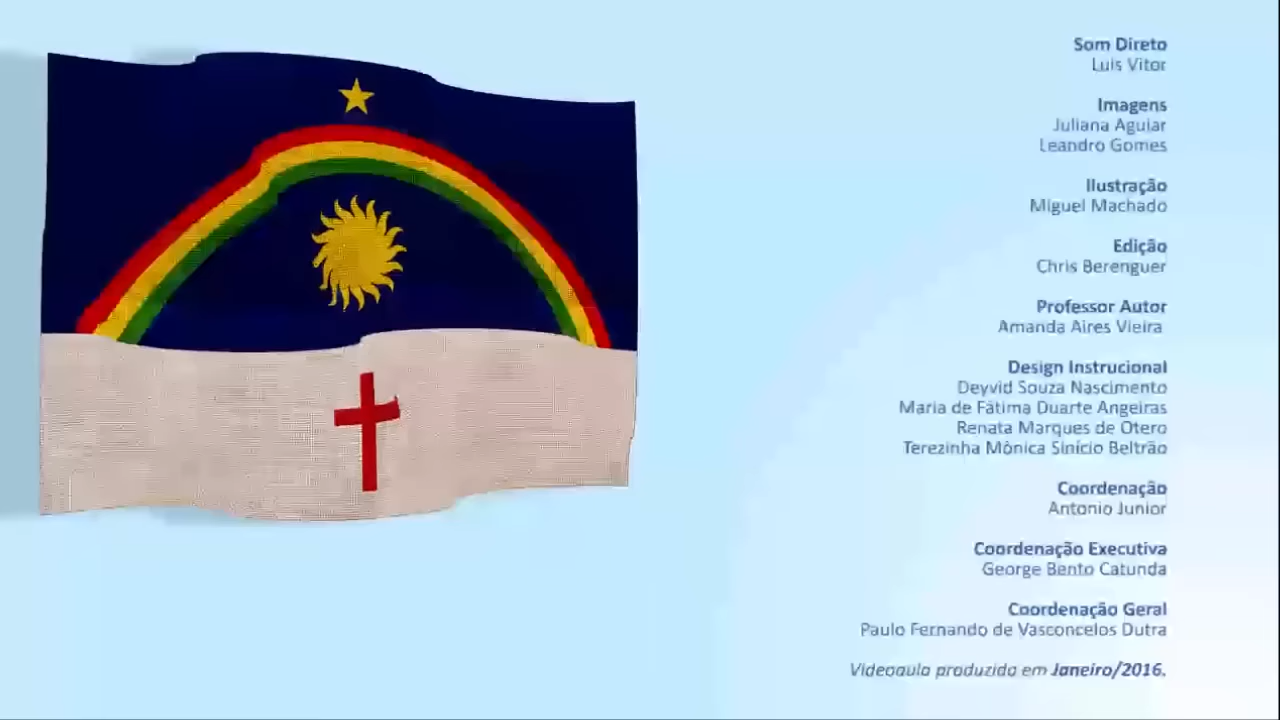 Som Direto
Luis Vitor
Imagens
Juliana Aguiar
Leandro Gomes
Ilustração
Miguel Machado
Edição
Chris Berenguer
Professor Autor
Amanda Aires Vieira
Design Instrucional
Deyvid Souza Nascimento
Maria de Fátima Duarte Angeiras
Renata Marques de Otero
Terezinha Mônica Sinício Beltrão
Coordenação
Antonio Junior
Coordenação Executiva
George Bento Catunda
Coordenação Geral
Paulo Fernando de Vasconcelos Dutra
Videoaula produzida em Janeiro/2016.